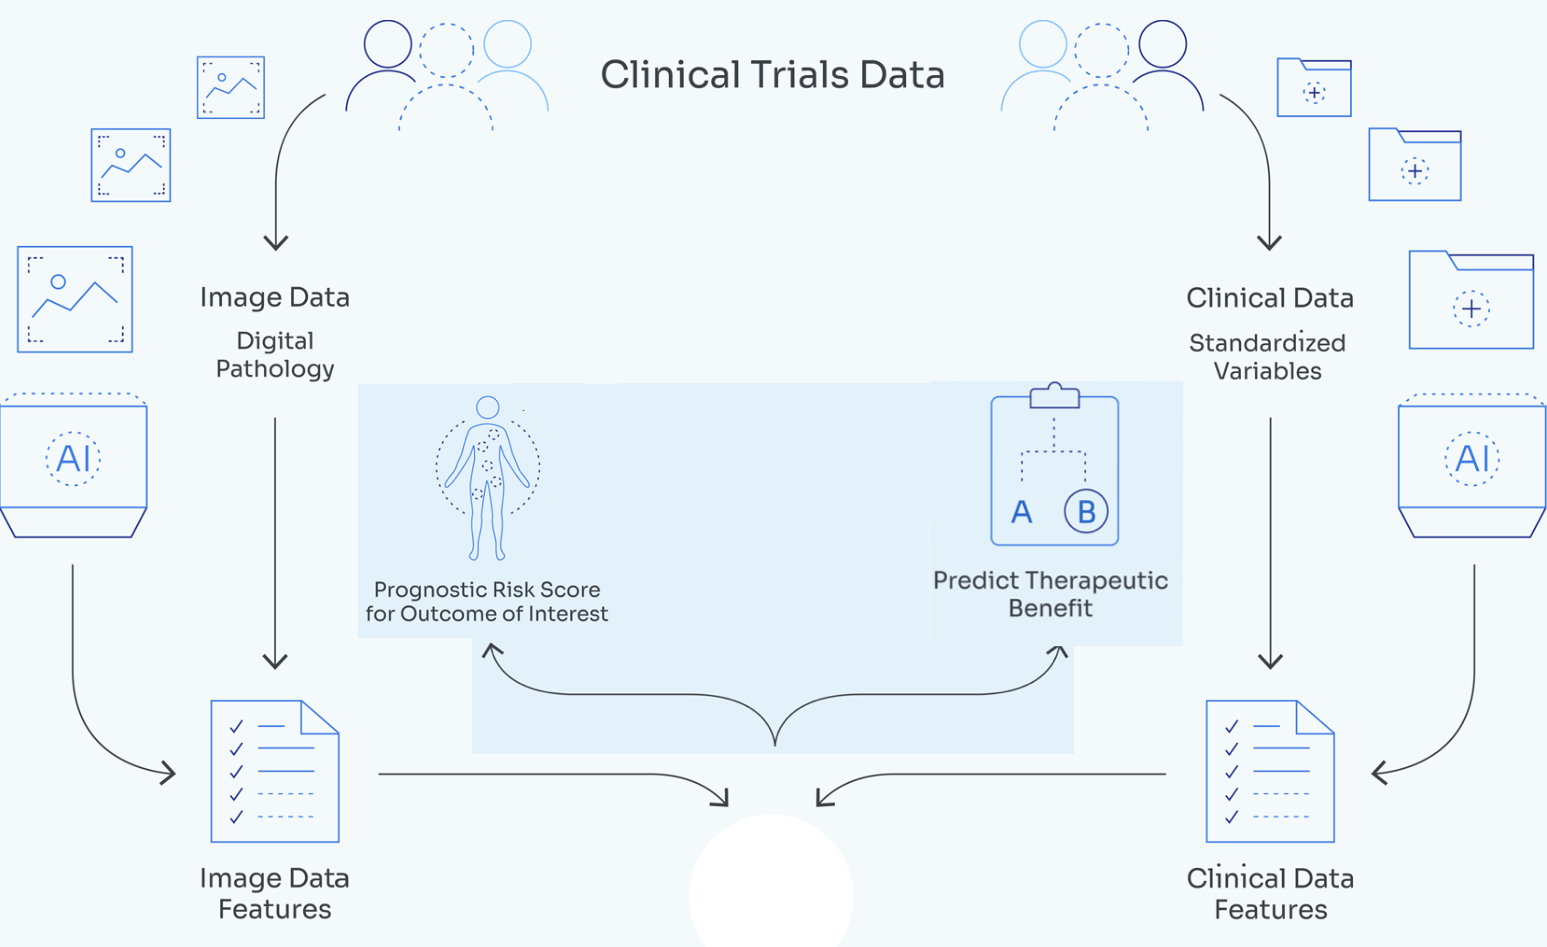 Clinical Trials Data
Image Data
Digital
Pathology
Clinical Data
Standardized
Variables
AI
AI
A
B
Prognostic Risk Score
for Outcome of Interest
Predict Therapeutic
Benefit
Image Data
Features
Clinical Data
Features